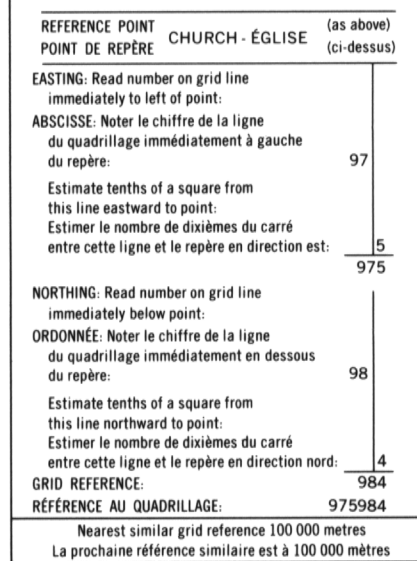 REFERENCE POINT
POINT DE REPÈRE
CHURCH - ÉGLISE
(as above)
(ci-dessus)
EASTING: Read number on grid line
immediately to left of point:
ABSCISSE: Noter le chiffre de la ligne
du quadrillage immédiatement à gauche
du repère: 97
Estimate tenths of a square from
this line eastward to point:
Estimer le nombre de dixièmes du carré
entre cette ligne et le repère en direction est: 5
975
NORTHING: Read number on grid line
immediately below point:
ORDONNÉE: Noter le chiffre de la ligne
du quadrillage immédiatement en dessous
du repère: 98
Estimate tenths of a square from
this line northward to point:
Estimer le nombre de dixièmes du carré
entre cette ligne et le repère en direction nord: 4
GRID REFERENCE: 984
RÉFÉRENCE AU QUADRILLAGE: 975984
Nearest similar grid reference 100 000 metres
La prochaine référence similaire est à 100 000 mètres